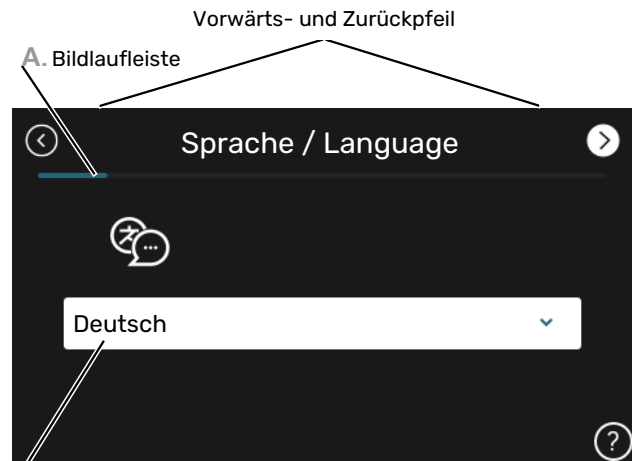 Vorwärts- und Zurückpfeil
A. Bildlaufleiste
Sprache / Language
Deutsch
?